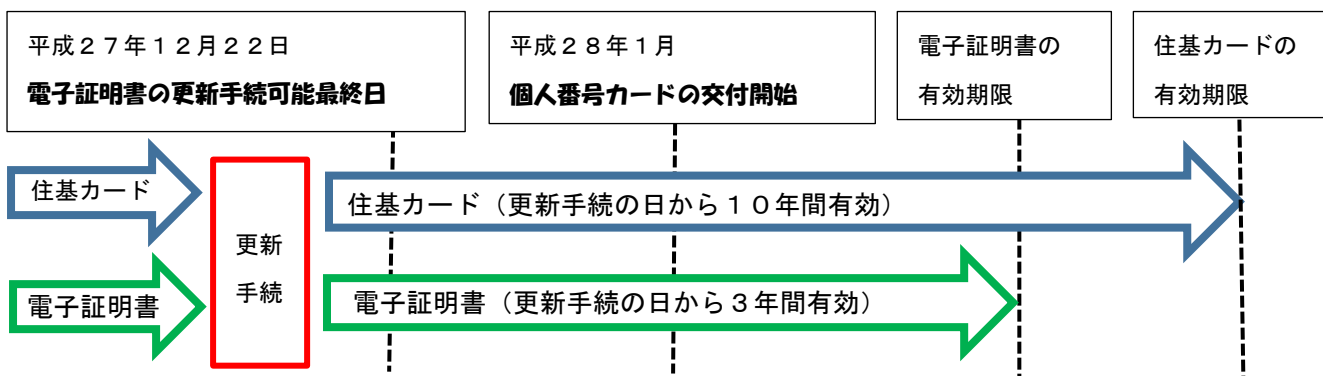 平成２７年１２月２２日
電子証明書の更新手続可能最終日
平成２８年１月
個人番号カードの交付開始
電子証明書の
有効期限
住基カードの
有効期限
住基カード
更新
手続
住基カード（更新手続の日から１０年間有効）
電子証明書
電子証明書（更新手続の日から３年間有効）